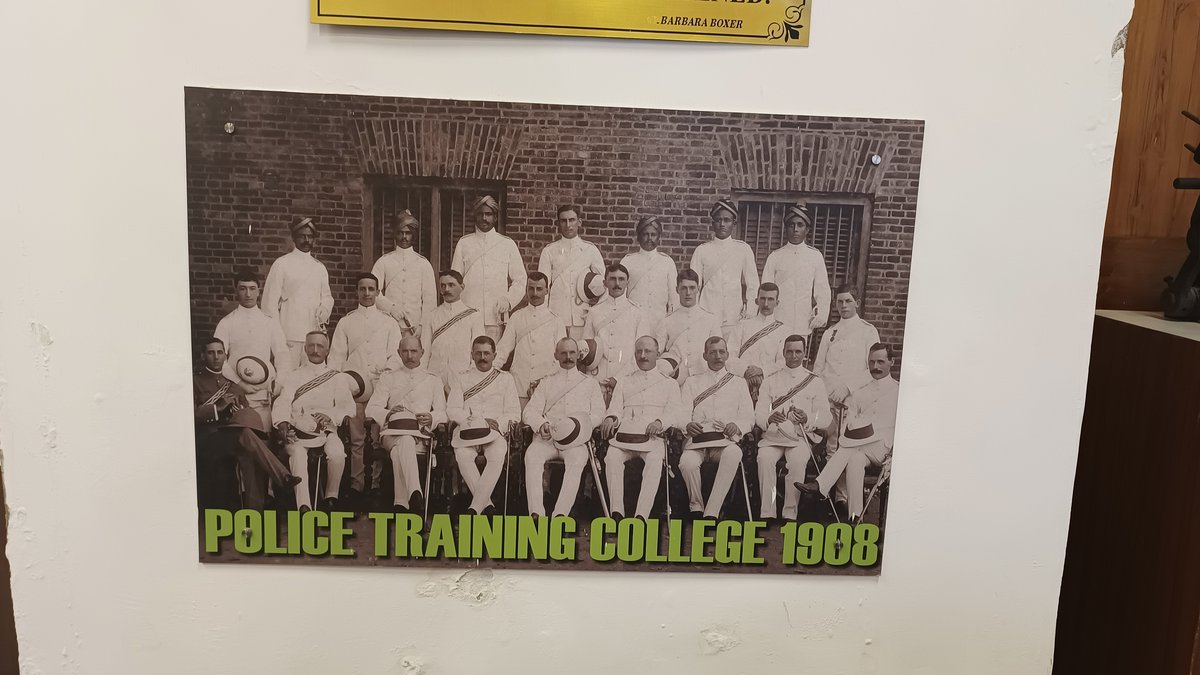 .BARBARA BOXER
POLICE TRAINING COLLEGE 1908